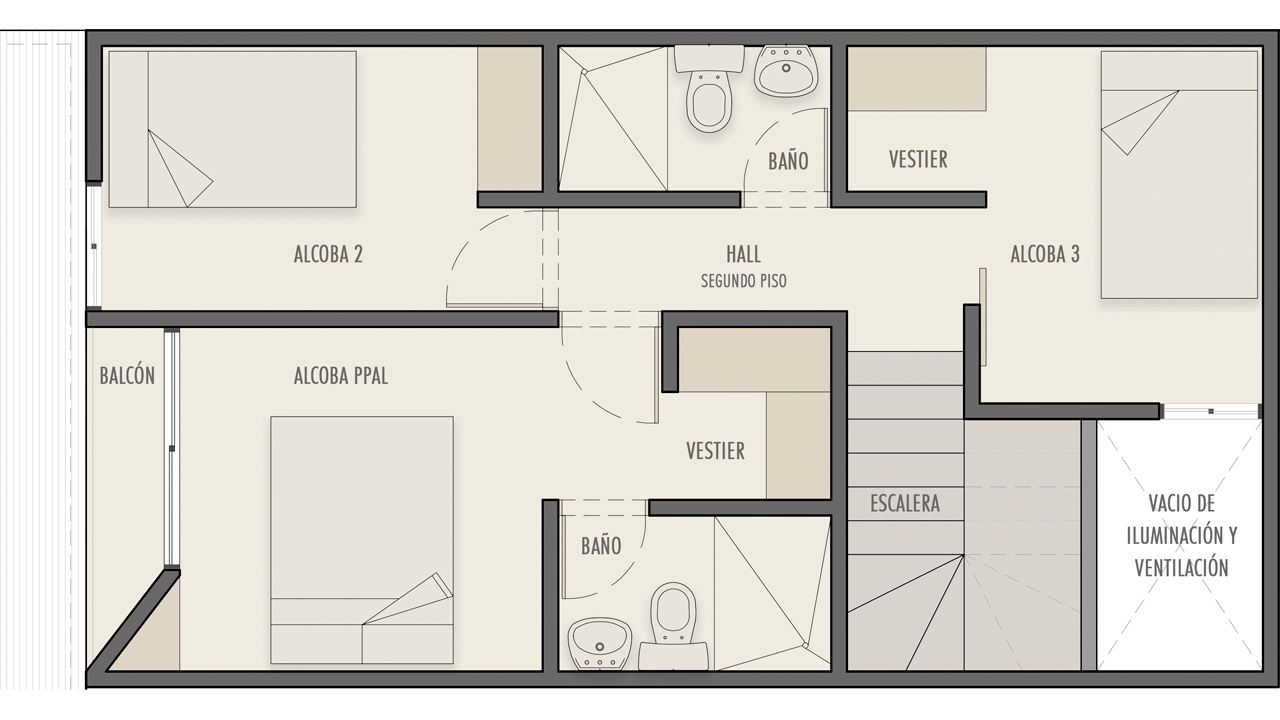 BAÑO
VESTIER
ALCOBA 2
HALL
SEGUNDO PISO
ALCOBA 3
BALCÓN
ALCOBA PPAL
VESTIER
ESCALERA
BAÑO
VACIO DE
ILUMINACIÓN Y
VENTILACIÓN